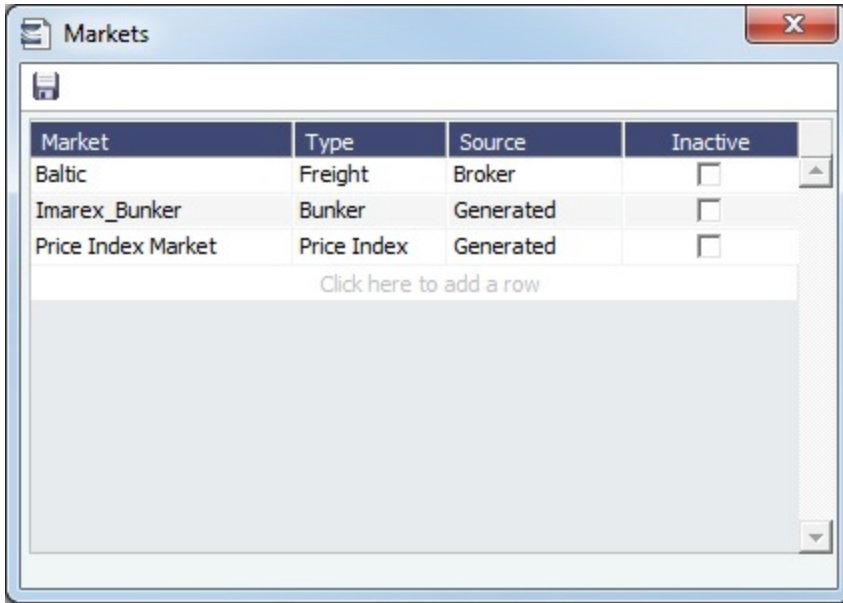 Markets
Market Type Source Inactive
Baltic Freight Broker
Imarex_Bunker Bunker Generated
Price Index Market Price Index Generated
Click here to add a row